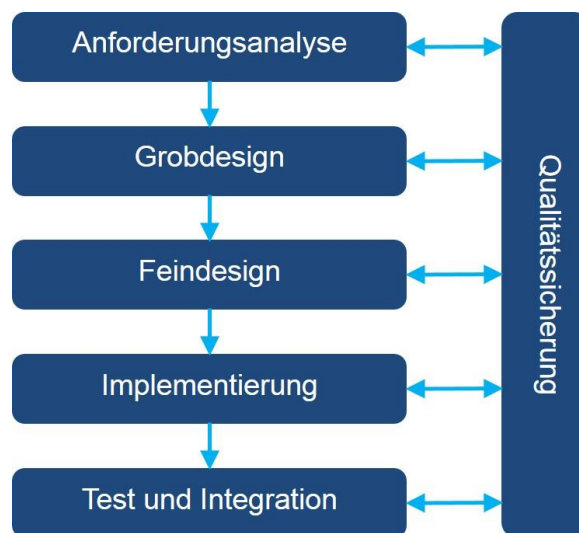 Anforderungsanalyse
Grobdesign
Feindesign
Implementierung
Test und Integration
Qualitätssicherung